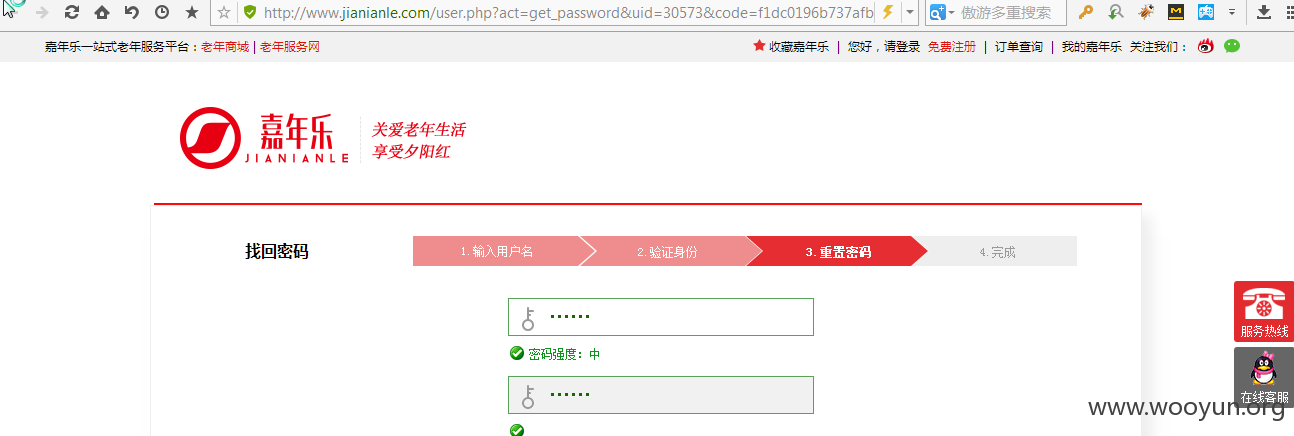 http://www.jianianle.com/user.php?act=get_password&uid=30573&code=f1dc0196b737afb
傲游多重搜索
嘉年乐一站式老年服务平台：老年商城 | 老年服务网
收藏嘉年乐 | 您好，请登录 免费注册 | 订单查询 | 我的嘉年乐 关注我们：
嘉年乐
JIANIANLE
关爱老年生活
享受夕阳红
找回密码
1.输入用户名
2.验证身份
3.重置密码
4.完成
••••••
密码强度：中
••••••
服务热线
在线客服
www.wooyun.org